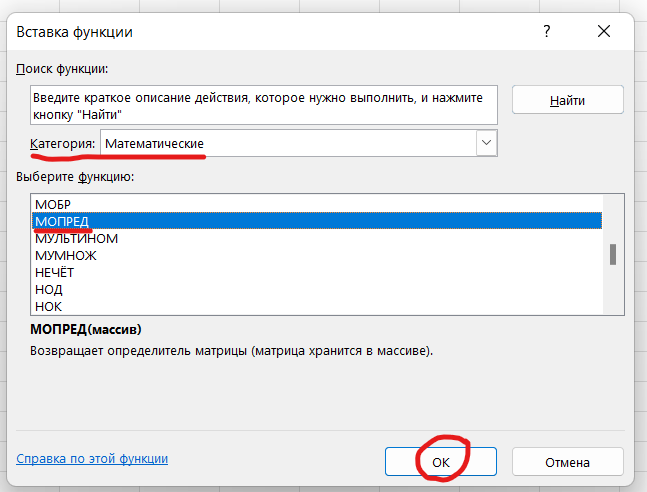 Вставка функции
?
Поиск функции:
Введите краткое описание действия, которое нужно выполнить, и нажмите
кнопку "Найти"
Найти
Категория: Математические
Выберите функцию:
МОБР
МОПРЕД
МУЛЬТИНОМ
МУМНОЖ
НЕЧЁТ
НОД
НОК
МОПРЕД(массив)
Возвращает определитель матрицы (матрица хранится в массиве).
Справка по этой функции
ОК
Отмена